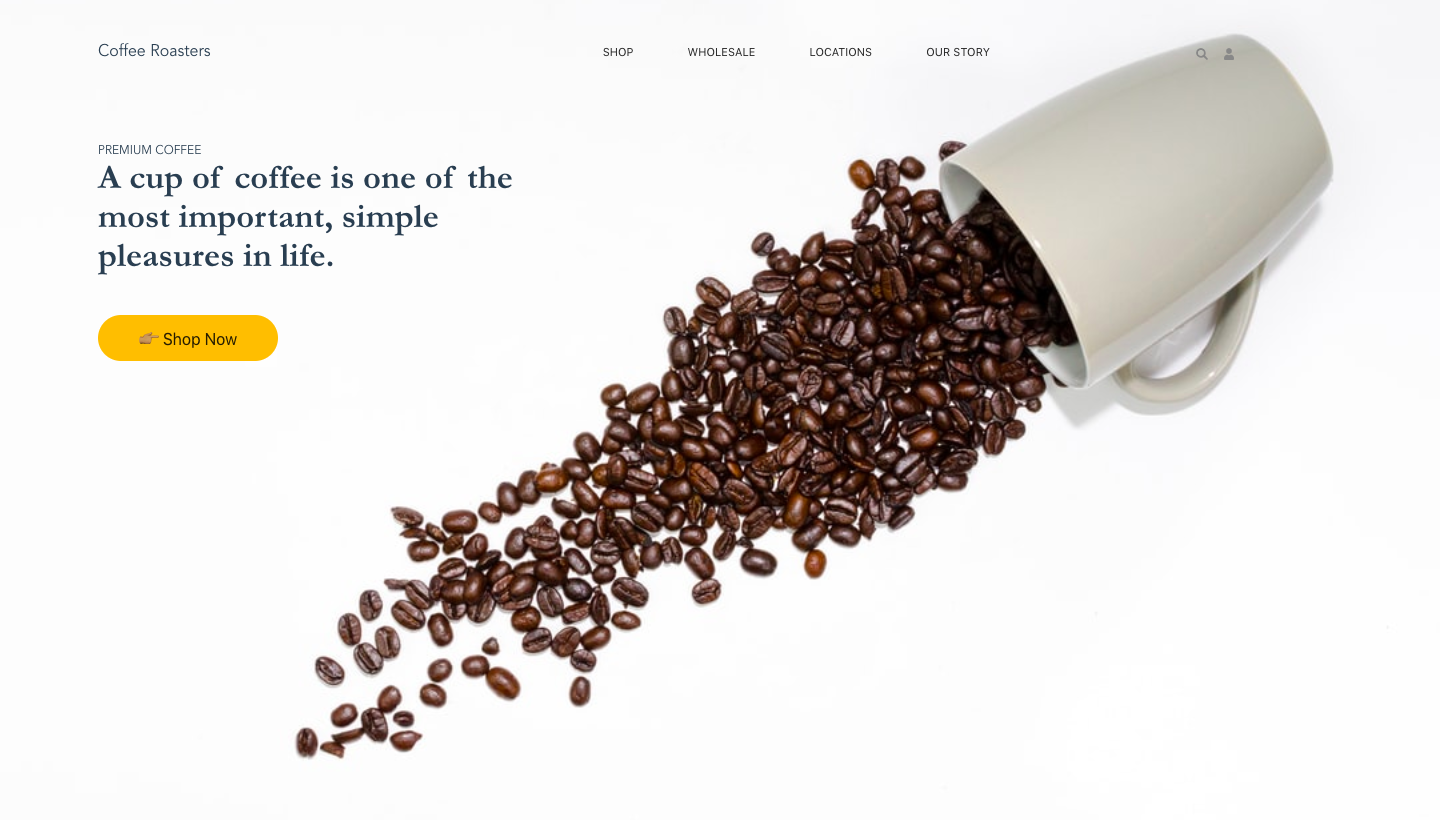 Coffee Roasters
SHOP WHOLESALE LOCATIONS OUR STORY
PREMIUM COFFEE
A cup of coffee is one of the
most important, simple
pleasures in life.
👉🏽 Shop Now